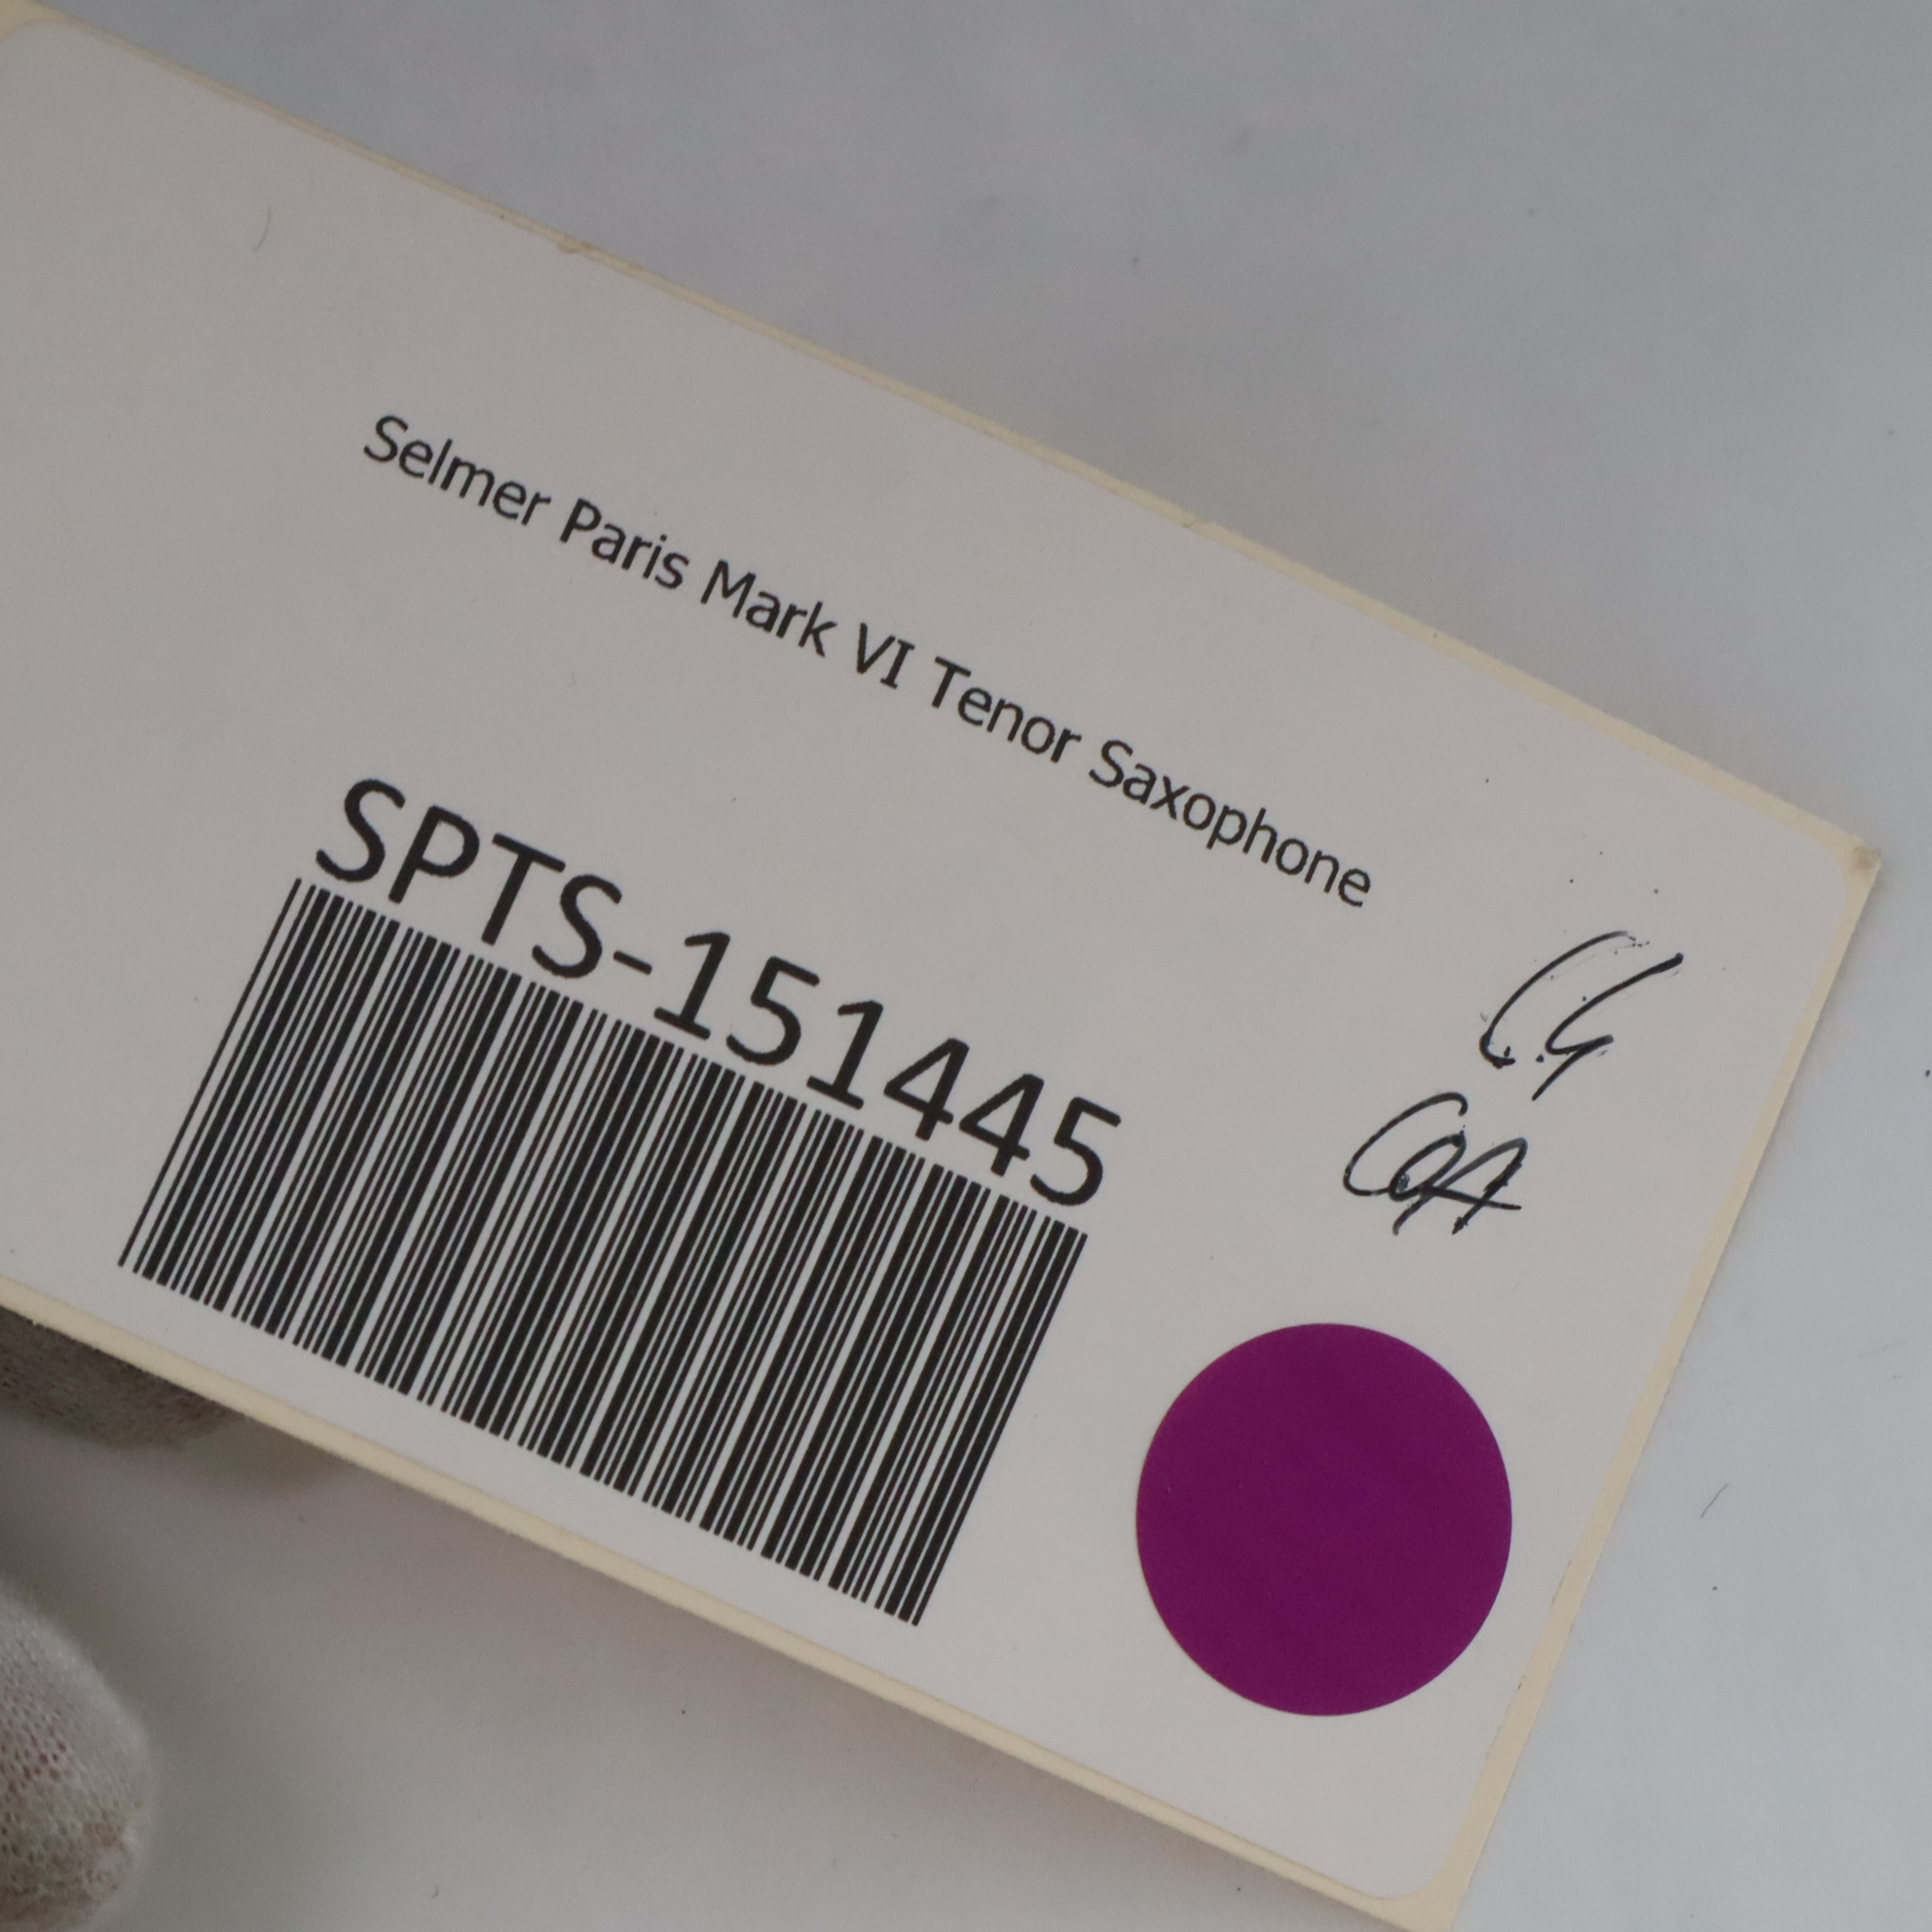 Selmer Paris Mark VI Tenor Saxophone
SPTS-151445